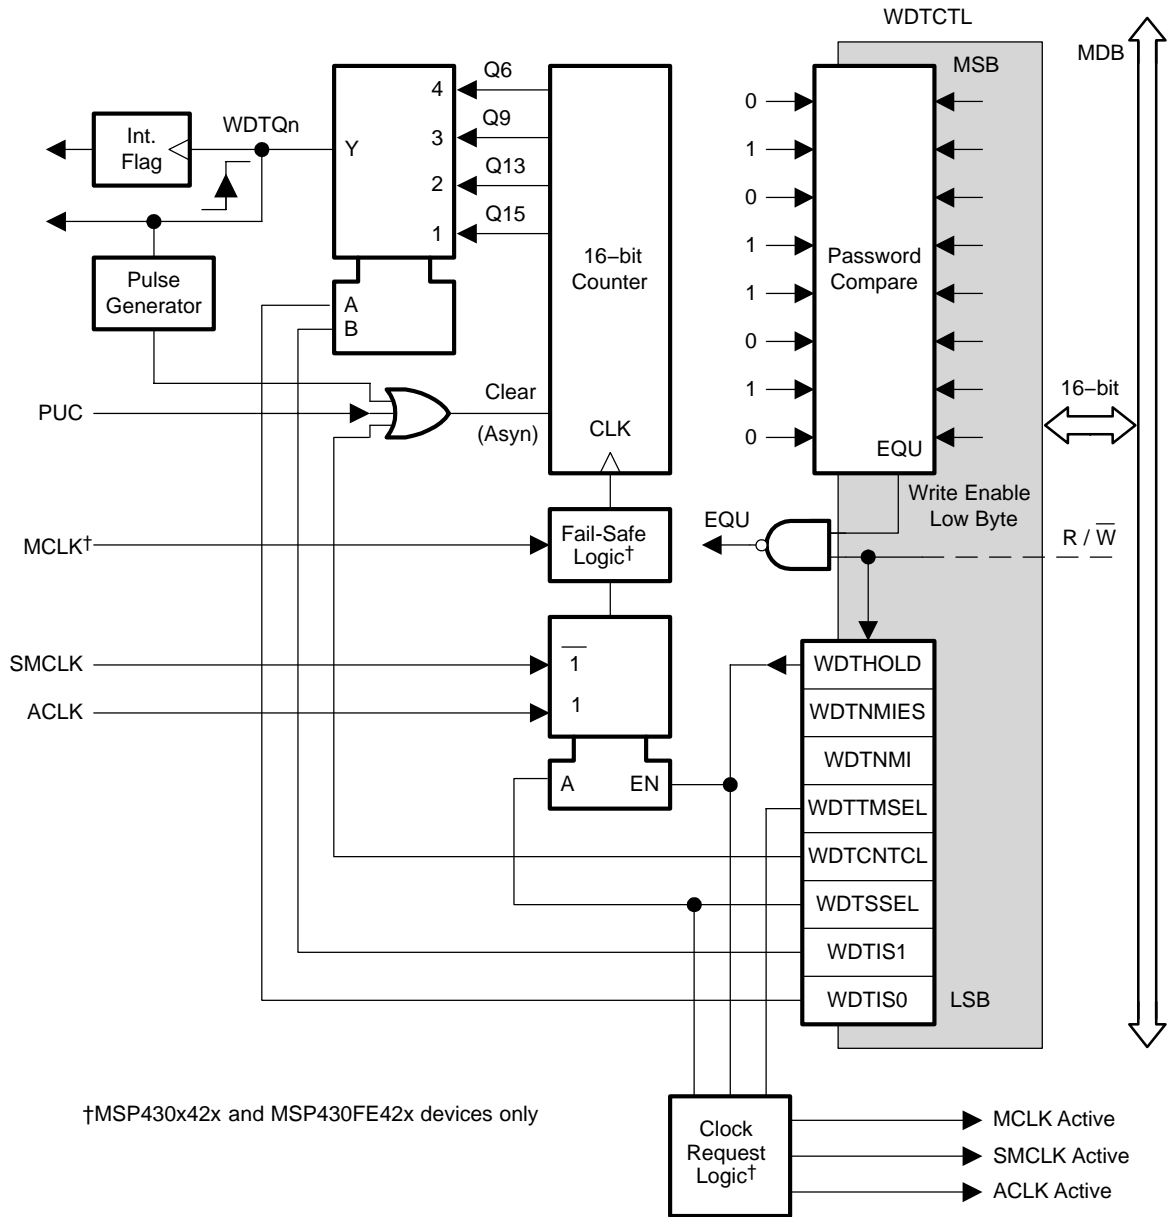 WDTCTL
MDB
MSB
Q6
4
Q9
3
Q13
2
Q15
1
Y
WDTQn
Int.
Flag
16−bit
Counter
0
1
0
1
1
0
1
0
Password
Compare
EQU
Pulse
Generator
A
B
PUC
Clear
(Asyn)
CLK
16−bit
Write Enable
Low Byte
EQU
R / W
MCLK†
Fail-Safe
Logic†
SMCLK
1
ACLK
1
A
EN
WDTHOLD
WDTNMIES
WDTNMI
WDTTMSEL
WDTCNTCL
WDTSSEL
WDTIS1
WDTIS0
LSB
†MSP430x42x and MSP430FE42x devices only
Clock
Request
Logic†
MCLK Active
SMCLK Active
ACLK Active